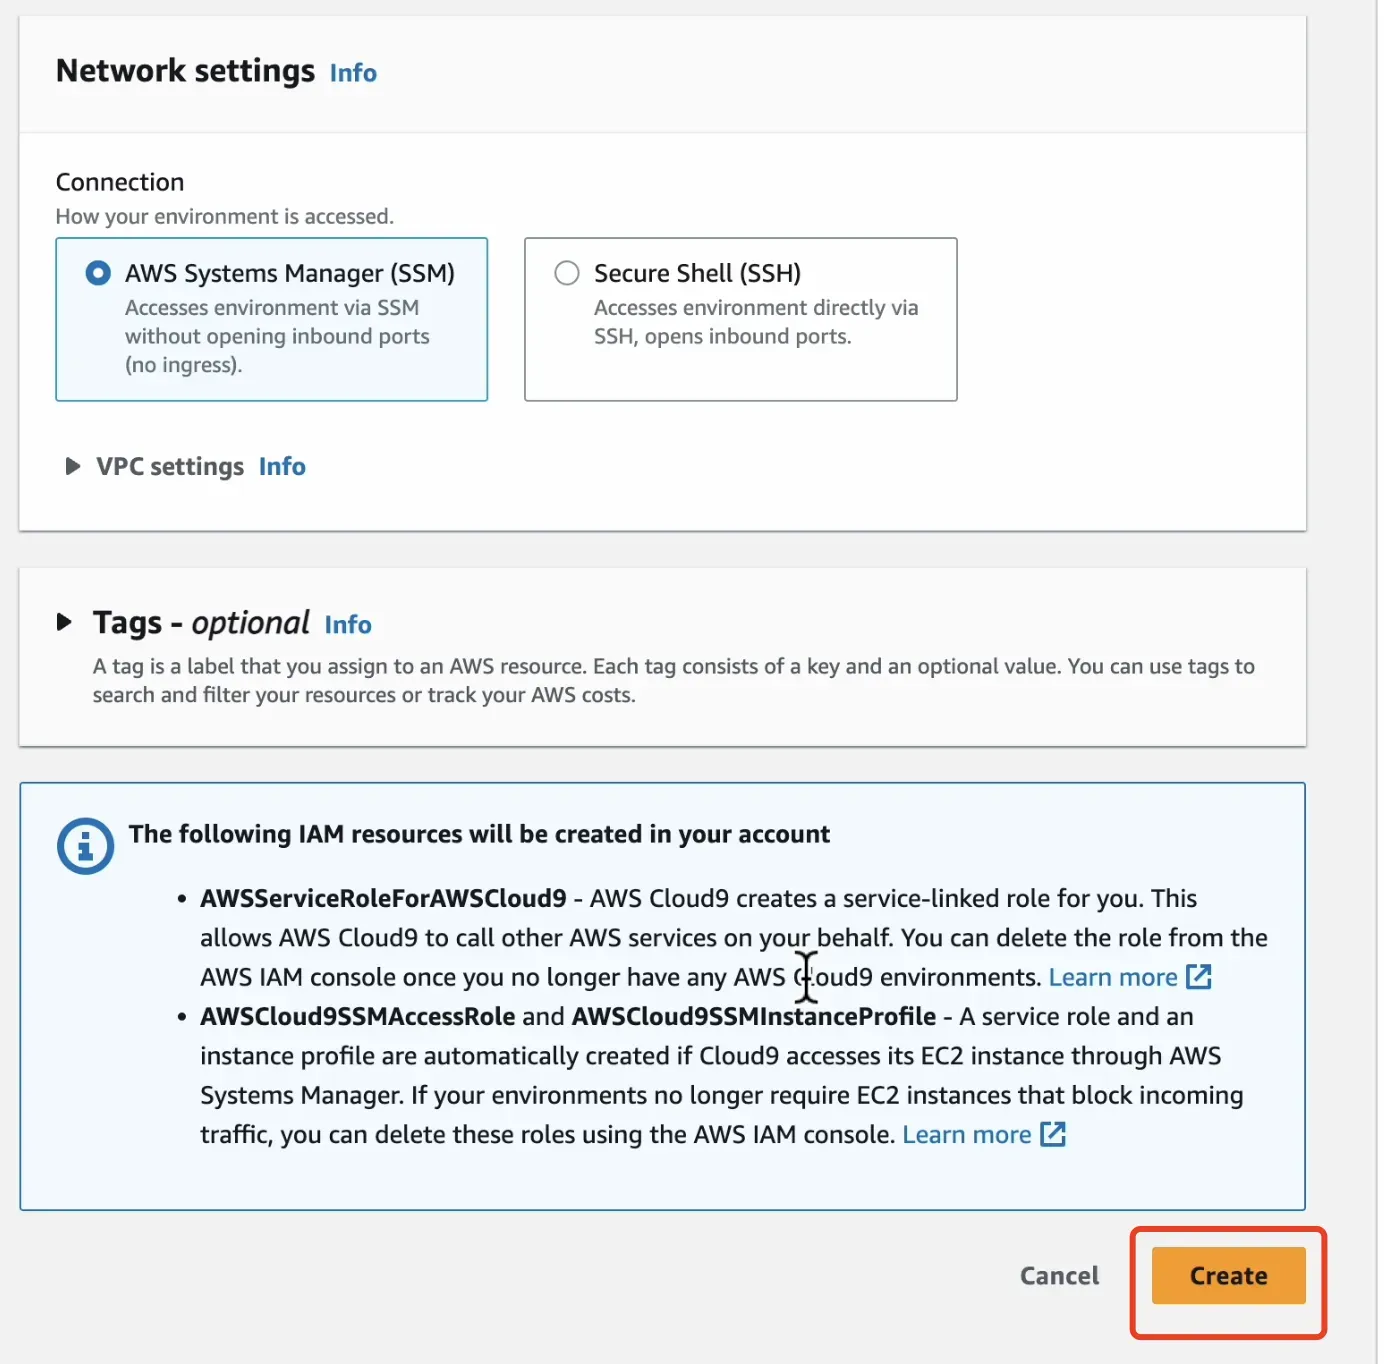 Network settings Info
Connection
How your environment is accessed.
AWS Systems Manager (SSM)
Accesses environment via SSM
without opening inbound ports
(no ingress).
Secure Shell (SSH)
Accesses environment directly via
SSH, opens inbound ports.
VPC settings Info
Tags - optional Info
A tag is a label that you assign to an AWS resource. Each tag consists of a key and an optional value. You can use tags to
search and filter your resources or track your AWS costs.
The following IAM resources will be created in your account
• AWSServiceRoleForAWSCloud9 - AWS Cloud9 creates a service-linked role for you. This
allows AWS Cloud9 to call other AWS services on your behalf. You can delete the role from the
AWS IAM console once you no longer have any AWS Cloud9 environments. Learn more
• AWSCloud9SSMAccessRole and AWSCloud9SSMInstanceProfile - A service role and an
instance profile are automatically created if Cloud9 accesses its EC2 instance through AWS
Systems Manager. If your environments no longer require EC2 instances that block incoming
traffic, you can delete these roles using the AWS IAM console. Learn more
Cancel
Create